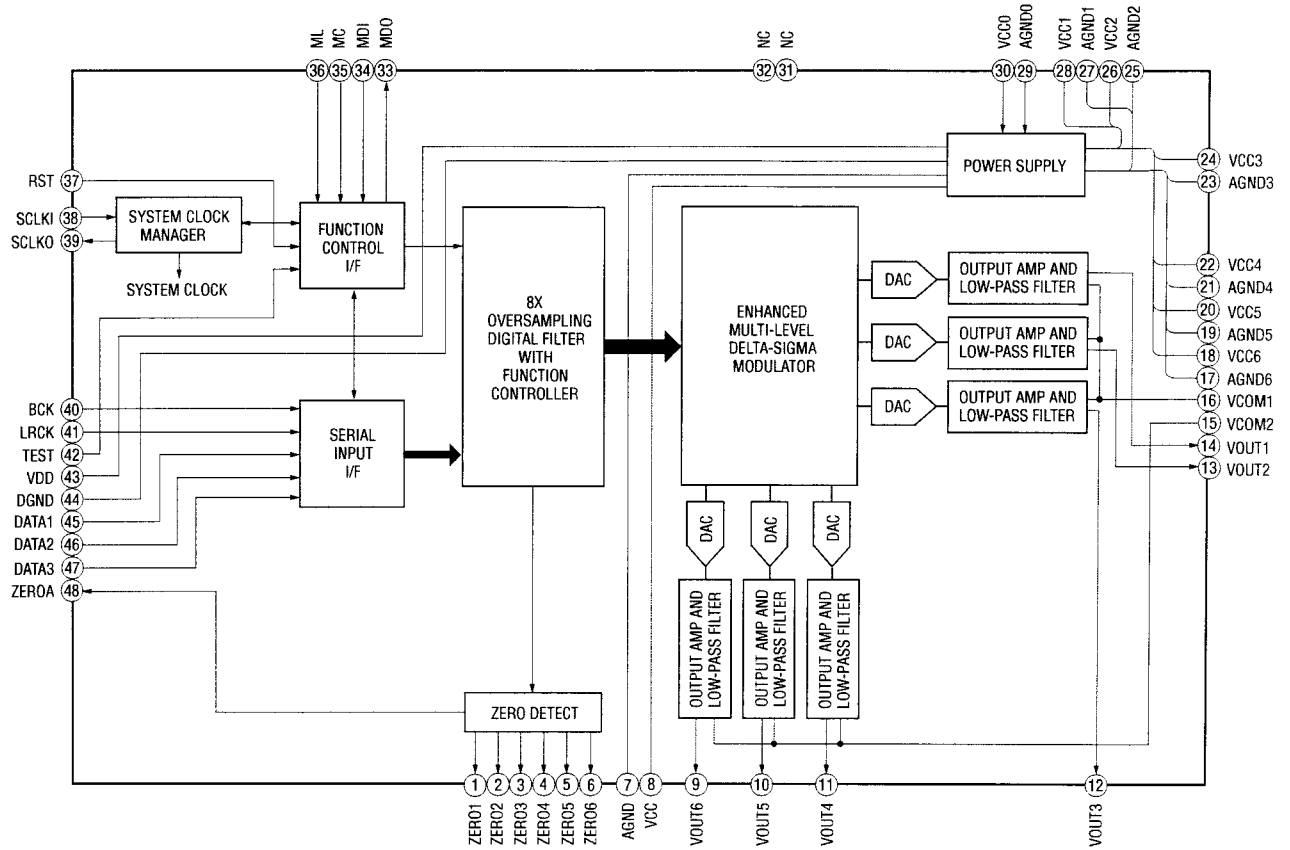 ML
MC
MDI
MDO
NC
NC
VCC0
AGND0
VCC1
AGND1
VCC2
AGND2
36
35
34
33
32
31
30
29
28
27
26
25
RST
37
SCLKI
38
SCLKO
39
SYSTEM CLOCK
MANAGER
SYSTEM CLOCK
FUNCTION
CONTROL
I/F
POWER SUPPLY
24
VCC3
23
AGND3
22
VCC4
21
AGND4
20
VCC5
19
AGND5
18
VCC6
17
AGND6
16
VCOM1
15
VCOM2
14
VOUT1
13
VOUT2
8X
OVERSAMPLING
DIGITAL FILTER
WITH
FUNCTION
CONTROLLER
ENHANCED
MULTI-LEVEL
DELTA-SIGMA
MODULATOR
DAC
OUTPUT AMP AND
LOW-PASS FILTER
DAC
OUTPUT AMP AND
LOW-PASS FILTER
DAC
OUTPUT AMP AND
LOW-PASS FILTER
BCK
40
LRCK
41
TEST
42
VDD
43
DGND
44
DATA1
45
DATA2
46
DATA3
47
ZEROA
48
SERIAL
INPUT
I/F
DAC
DAC
DAC
OUTPUT AMP AND
LOW-PASS FILTER
OUTPUT AMP AND
LOW-PASS FILTER
OUTPUT AMP AND
LOW-PASS FILTER
ZERO DETECT
1
2
3
4
5
6
7
8
9
10
11
12
ZERO1
ZERO2
ZERO3
ZERO4
ZERO5
ZERO6
AGND
VCC
VOUT6
VOUT5
VOUT4
VOUT3